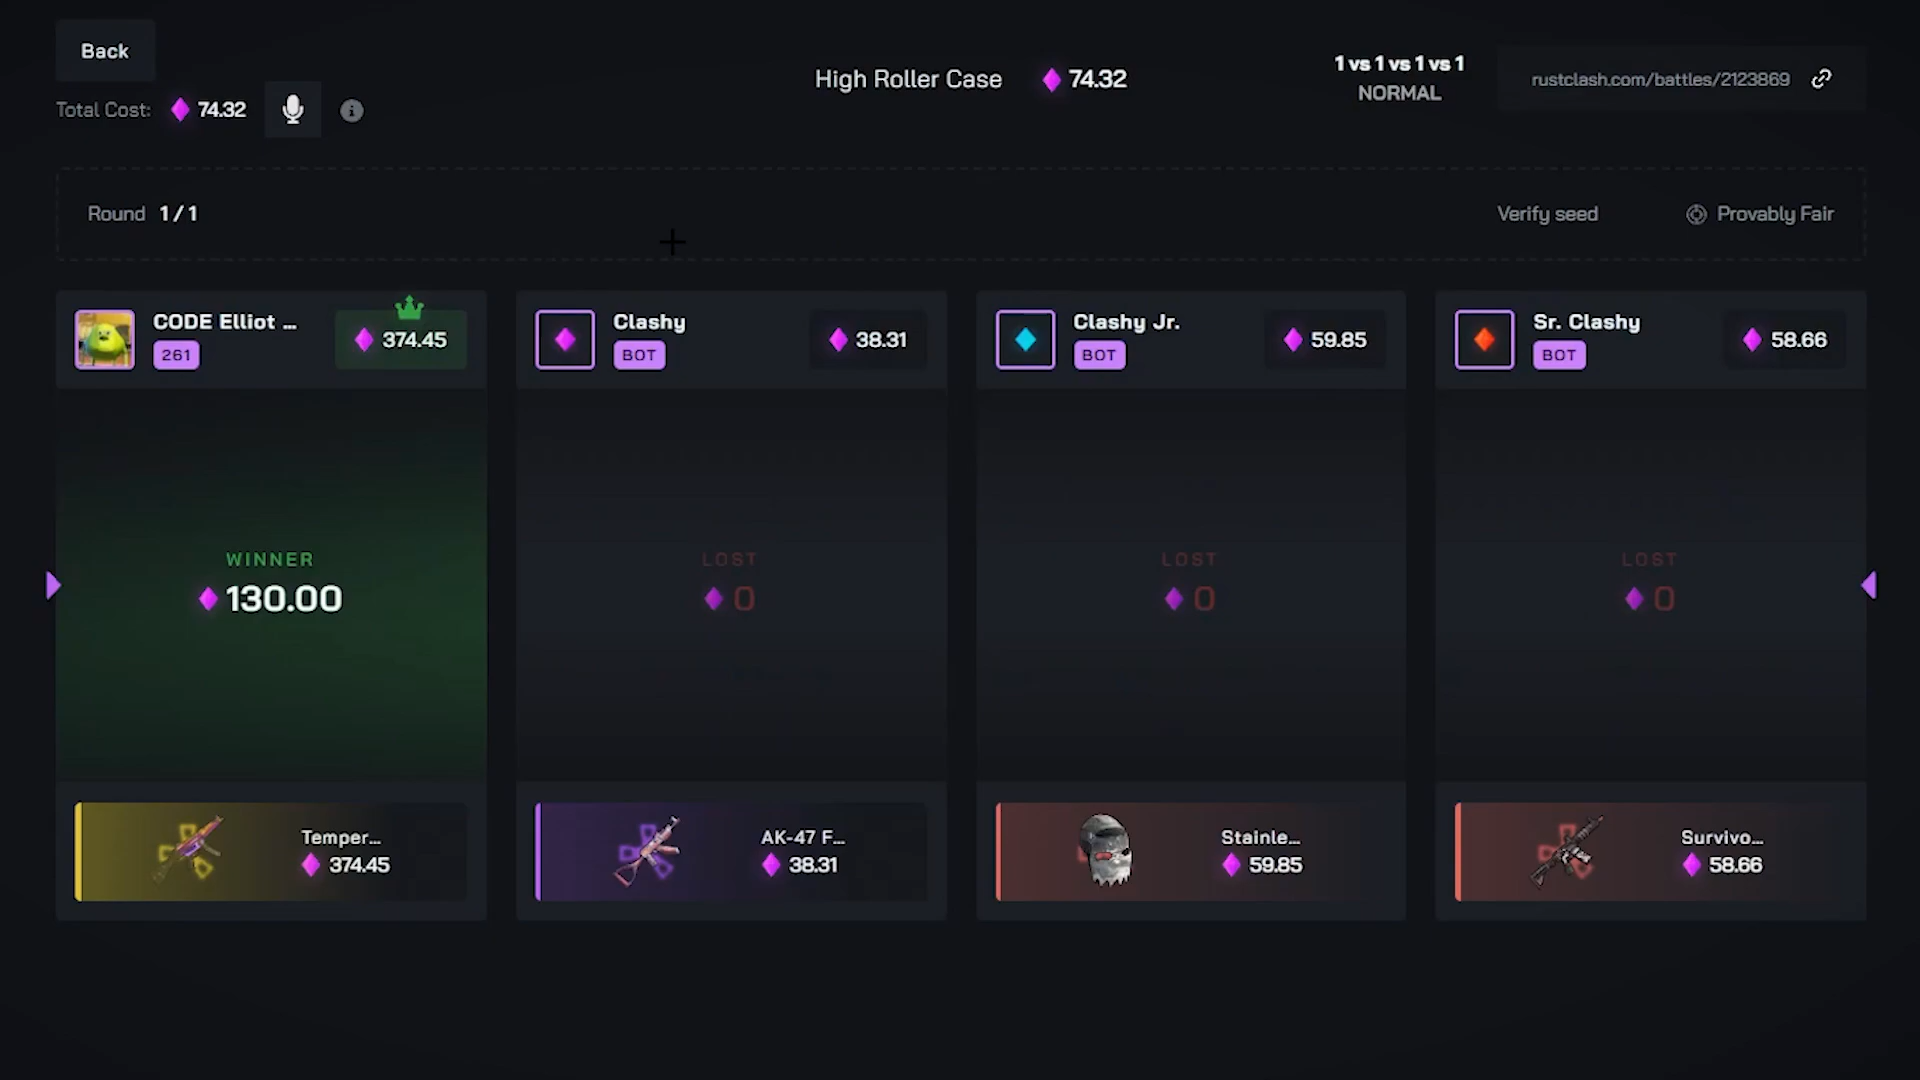 Back
Total Cost: 74.32
High Roller Case 74.32
1 vs 1 vs 1 vs 1
NORMAL
rustclash.com/battles/2123869
Round 1 / 1
Verify seed
Provably Fair
CODE Elliot ...
261
374.45
Clashy
BOT
38.31
Clashy Jr.
BOT
59.85
Sr. Clashy
BOT
58.66
WINNER
130.00
LOST
0
LOST
0
LOST
0
Temper...
374.45
AK-47 F...
38.31
Stainle...
59.85
Survivo...
58.66